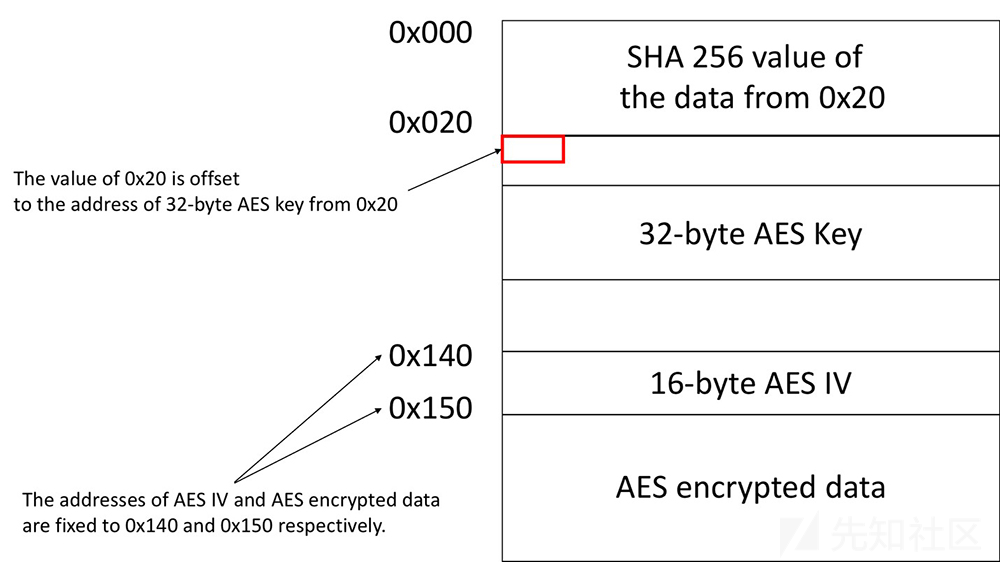 0x000
SHA 256 value of
the data from 0x20
0x020
The value of 0x20 is offset
to the address of 32-byte AES key from 0x20
32-byte AES Key
0x140
16-byte AES IV
0x150
The addresses of AES IV and AES encrypted data
are fixed to 0x140 and 0x150 respectively.
AES encrypted data
先知社区